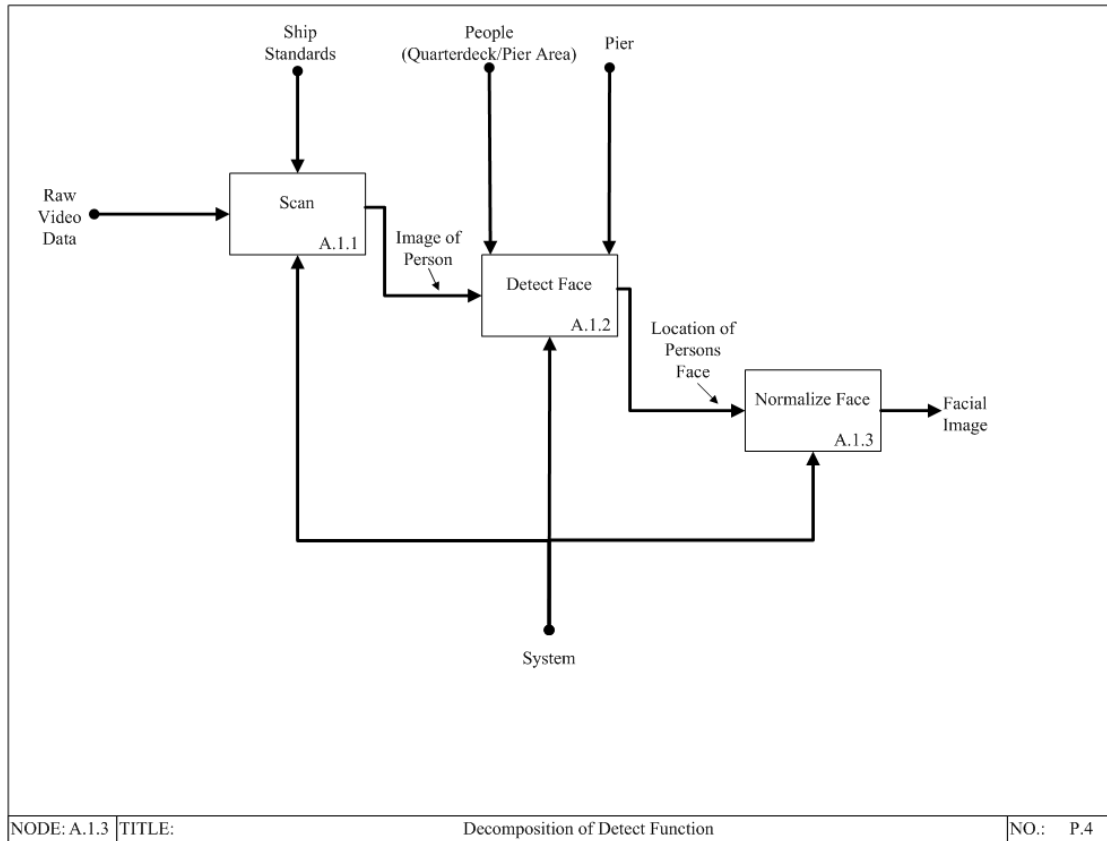 Ship
Standards
People
(Quarterdeck/Pier Area)
Pier
Raw
Video
Data
Scan
A.1.1
Image of
Person
Detect Face
A.1.2
Location of
Persons
Face
Normalize Face
A.1.3
Facial
Image
System
NODE: A.1.3 TITLE: Decomposition of Detect Function NO.: P.4